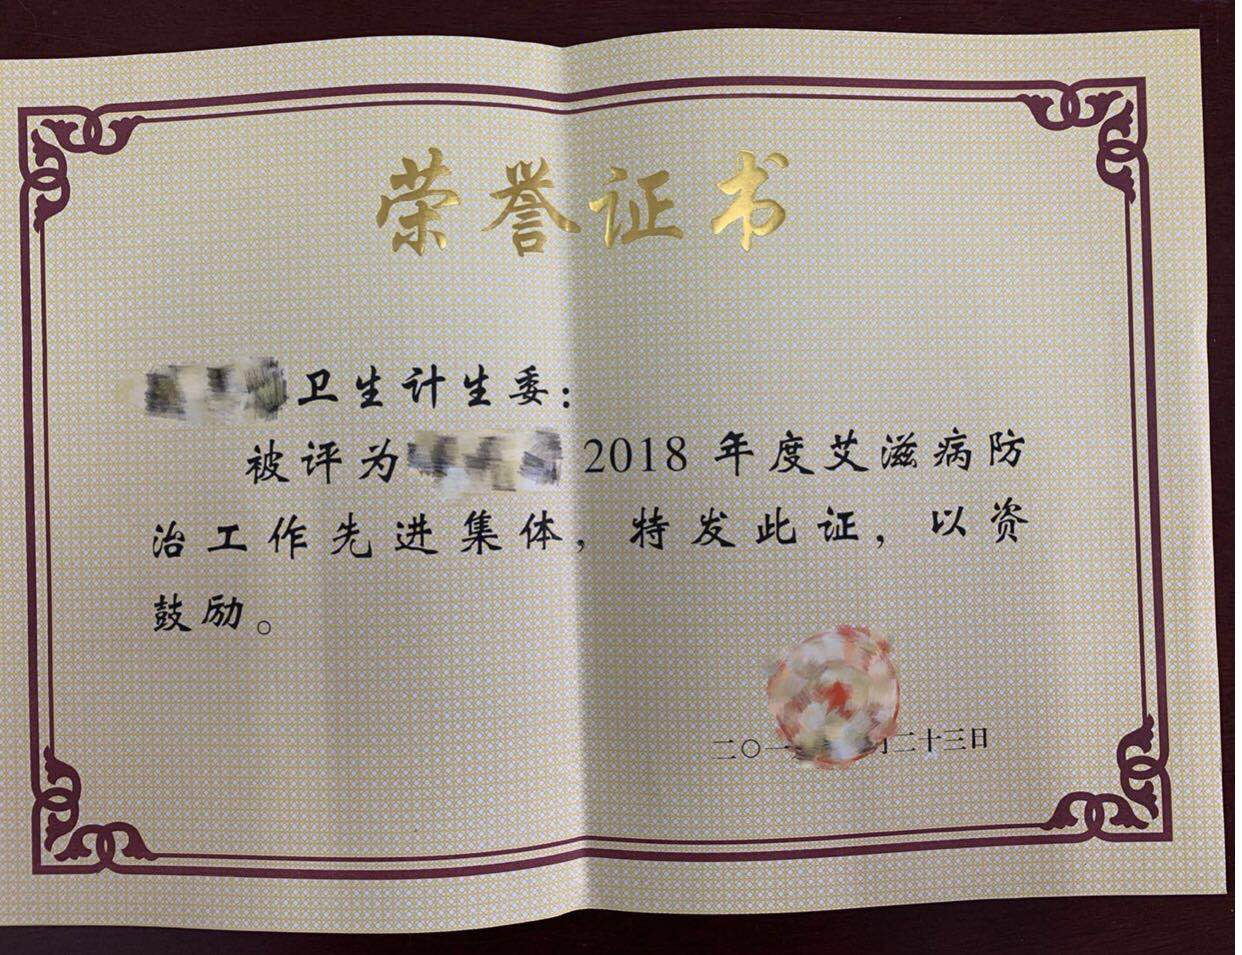 荣誉证书
卫生计生委：
被评为 2018 年度艾滋病防
治工作先进集体，特发此证，以资
鼓励。
二〇一 月二十三日